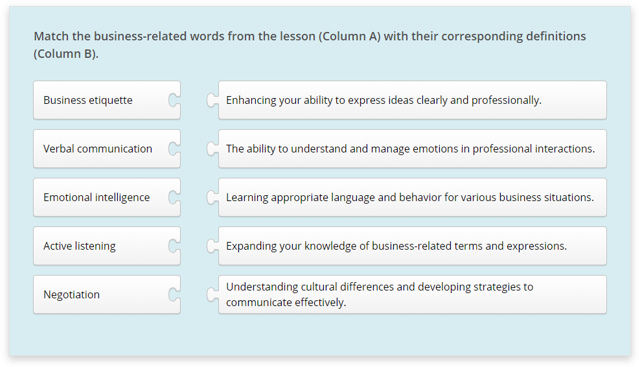 Match the business-related words from the lesson (Column A) with their corresponding definitions
(Column B).
Business etiquette
Enhancing your ability to express ideas clearly and professionally.
Verbal communication
The ability to understand and manage emotions in professional interactions.
Emotional intelligence
Learning appropriate language and behavior for various business situations.
Active listening
Expanding your knowledge of business-related terms and expressions.
Negotiation
Understanding cultural differences and developing strategies to
communicate effectively.